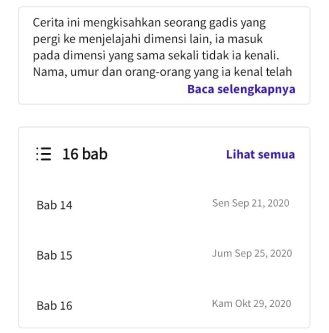 Cerita ini mengkisahkan seorang gadis yang
pergi ke menjelajahi dimensi lain, ia masuk
pada dimensi yang sama sekali tidak ia kenali.
Nama, umur dan orang-orang yang ia kenal telah
Baca selengkapnya
16 bab
Lihat semua
Bab 14
Sen Sep 21, 2020
Bab 15
Jum Sep 25, 2020
Bab 16
Kam Okt 29, 2020